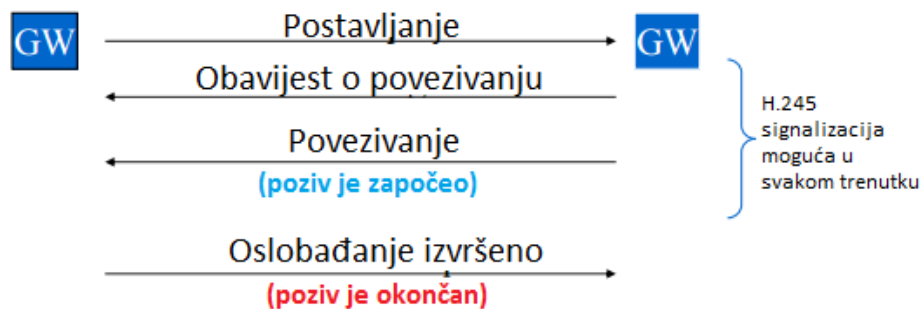 GW
Postavljanje
GW
Obavijest o povezivanju
Povezivanje
(poziv je započeo)
H.245
signalizacija
moguća u
svakom trenutku
Oslobađanje izvršeno
(poziv je okončan)